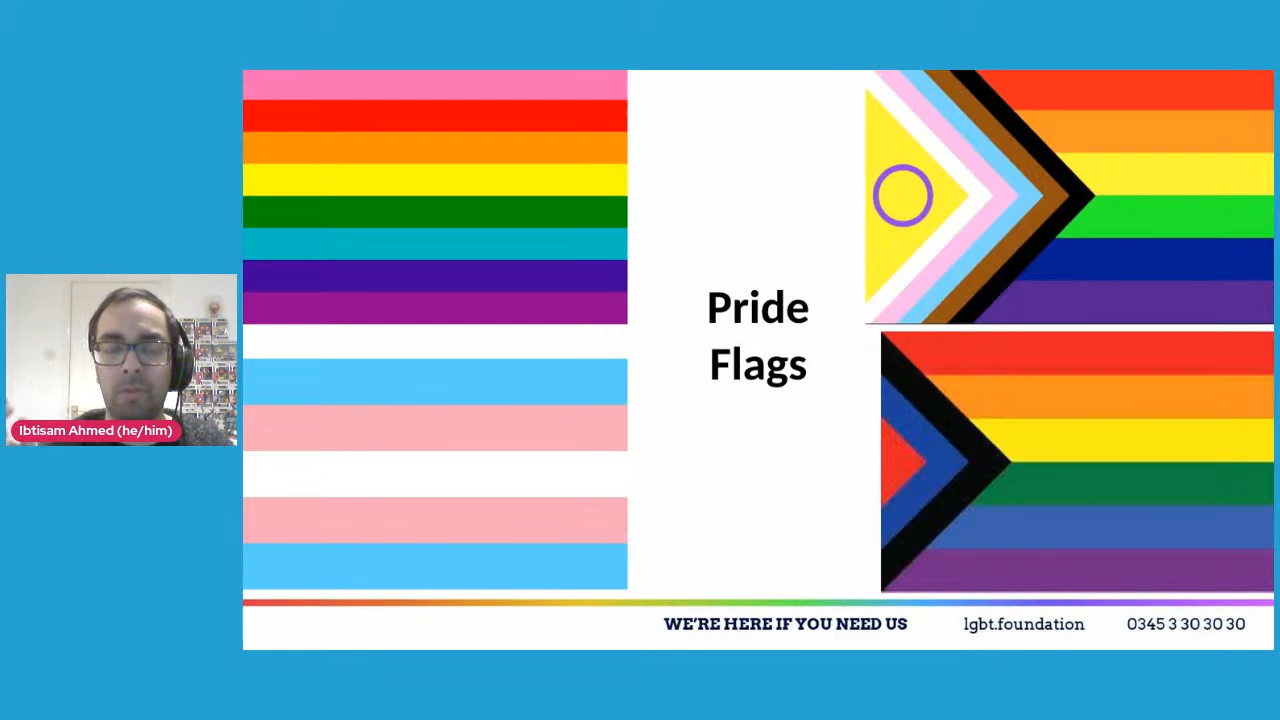 Pride
Flags
Ibtisam Ahmed (he/him)
WE'RE HERE IF YOU NEED US lgbt.foundation 0345 3 30 30 30